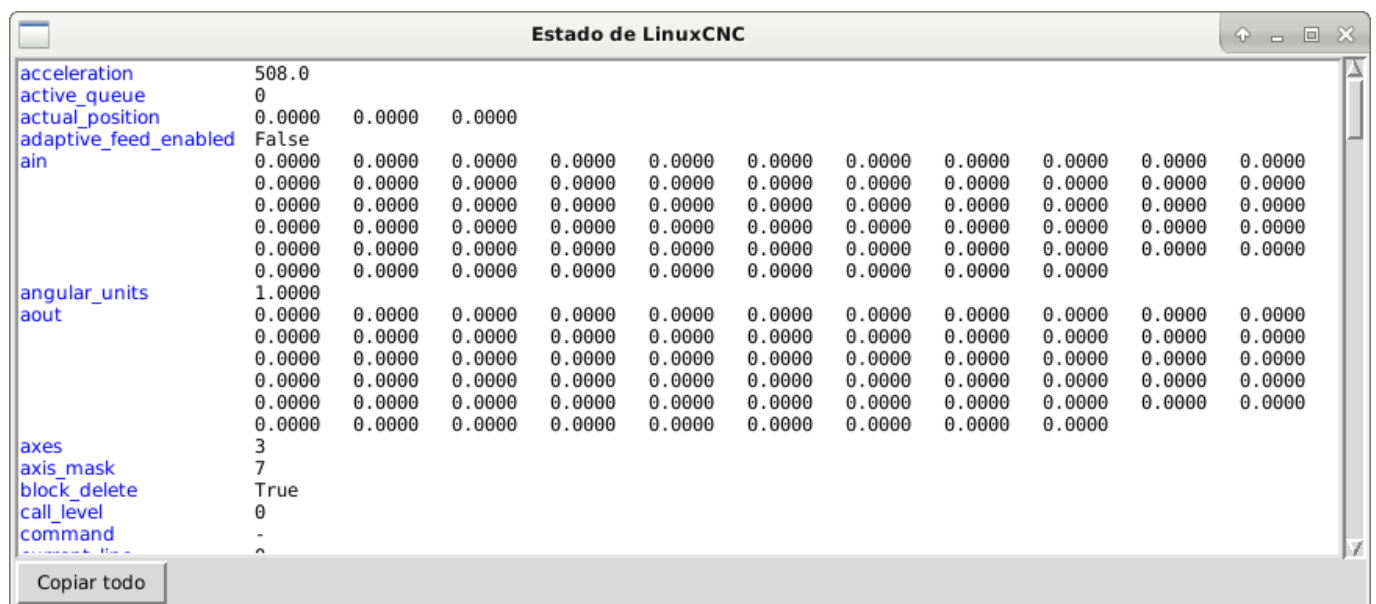 Estado de LinuxCNC
acceleration 508.0
active_queue 0
actual_position 0.0000 0.0000 0.0000
adaptive_feed_enabled False
ain 0.0000 0.0000 0.0000 0.0000 0.0000 0.0000 0.0000 0.0000 0.0000 0.0000 0.0000
0.0000 0.0000 0.0000 0.0000 0.0000 0.0000 0.0000 0.0000 0.0000 0.0000 0.0000
0.0000 0.0000 0.0000 0.0000 0.0000 0.0000 0.0000 0.0000 0.0000 0.0000 0.0000
0.0000 0.0000 0.0000 0.0000 0.0000 0.0000 0.0000 0.0000 0.0000 0.0000 0.0000
0.0000 0.0000 0.0000 0.0000 0.0000 0.0000 0.0000 0.0000 0.0000 0.0000 0.0000
0.0000 0.0000 0.0000 0.0000 0.0000 0.0000 0.0000 0.0000 0.0000
angular_units 1.0000
aout 0.0000 0.0000 0.0000 0.0000 0.0000 0.0000 0.0000 0.0000 0.0000 0.0000 0.0000
0.0000 0.0000 0.0000 0.0000 0.0000 0.0000 0.0000 0.0000 0.0000 0.0000 0.0000
0.0000 0.0000 0.0000 0.0000 0.0000 0.0000 0.0000 0.0000 0.0000 0.0000 0.0000
0.0000 0.0000 0.0000 0.0000 0.0000 0.0000 0.0000 0.0000 0.0000 0.0000 0.0000
0.0000 0.0000 0.0000 0.0000 0.0000 0.0000 0.0000 0.0000 0.0000 0.0000 0.0000
0.0000 0.0000 0.0000 0.0000 0.0000 0.0000 0.0000 0.0000 0.0000
axes 3
axis_mask 7
block_delete True
call_level 0
command -
Copiar todo